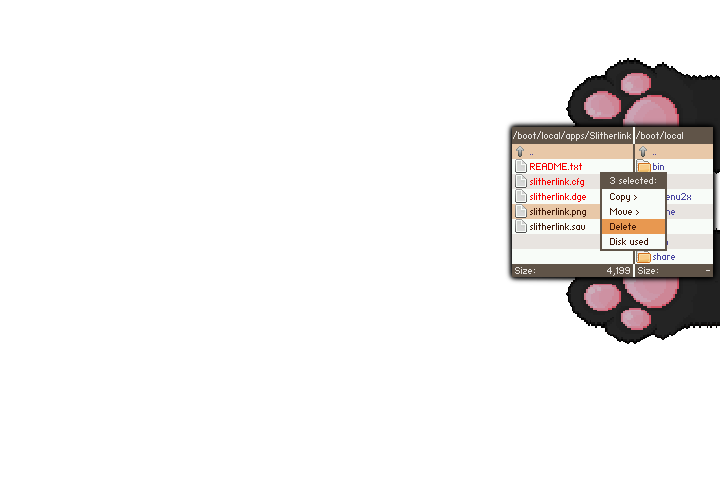 /boot/local/apps/Slitherlink
..
README.txt
slitherlink.cfg
slitherlink.dge
slitherlink.png
slitherlink.sav
Size: 4,199
/boot/local
..
bin
enu2x
share
Size: -
3 selected:
Copy >
Move >
Delete
Disk used